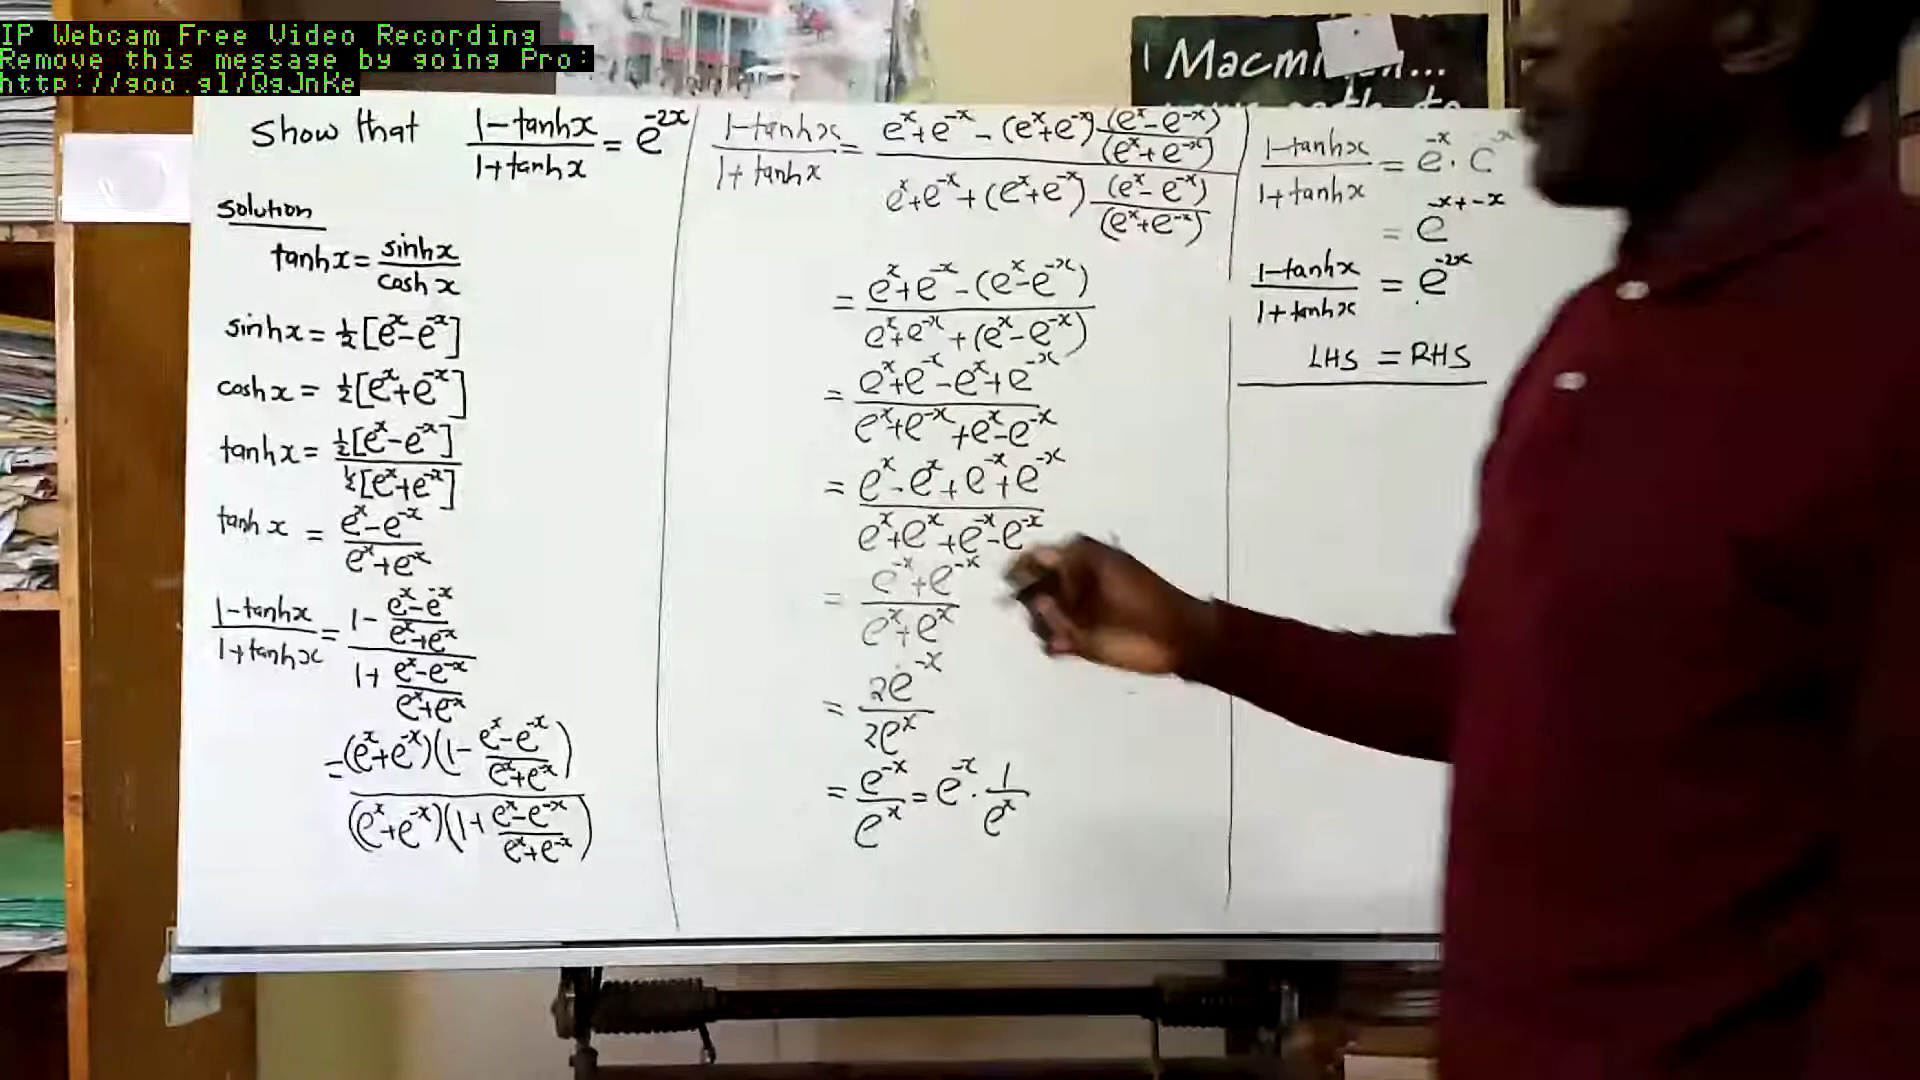 IP Webcam Free Video Recording
Remove this message by going Pro:
http://goo.gl/QgJnKe
Show that (1-tanhx)/(1+tanhx) = e^{-2x}
Solution
tanhx = sinhx/coshx
sinhx = ½[e^x - e^{-x}]
coshx = ½[e^x + e^{-x}]
tanhx = ½[e^x - e^{-x}] / ½[e^x + e^{-x}]
tanhx = (e^x - e^{-x})/(e^x + e^{-x})
(1-tanhx)/(1+tanhx) = (1 - (e^x - e^{-x})/(e^x + e^{-x})) / (1 + (e^x - e^{-x})/(e^x + e^{-x}))
= (e^x + e^{-x})(1 - (e^x - e^{-x})/(e^x + e^{-x})) / (e^x + e^{-x})(1 + (e^x - e^{-x})/(e^x + e^{-x}))
(1-tanhx)/(1+tanhx) = (e^x + e^{-x} - (e^x + e^{-x})(e^x - e^{-x})/(e^x + e^{-x})) / (e^x + e^{-x} + (e^x + e^{-x})(e^x - e^{-x})/(e^x + e^{-x}))
= (e^x + e^{-x} - (e^x - e^{-x})) / (e^x + e^{-x} + (e^x - e^{-x}))
= (e^x + e^{-x} - e^x + e^{-x}) / (e^x + e^{-x} + e^x - e^{-x})
= (e^x - e^x + e^{-x} + e^{-x}) / (e^x + e^x + e^{-x} - e^{-x})
= (e^{-x} + e^{-x}) / (e^x + e^x)
= 2e^{-x} / 2e^x
= e^{-x}/e^x = e^{-x} · 1/e^x
(1-tanhx)/(1+tanhx) = e^{-x} · e^{-x}
= e^{-x+-x}
(1-tanhx)/(1+tanhx) = e^{-2x}
LHS = RHS